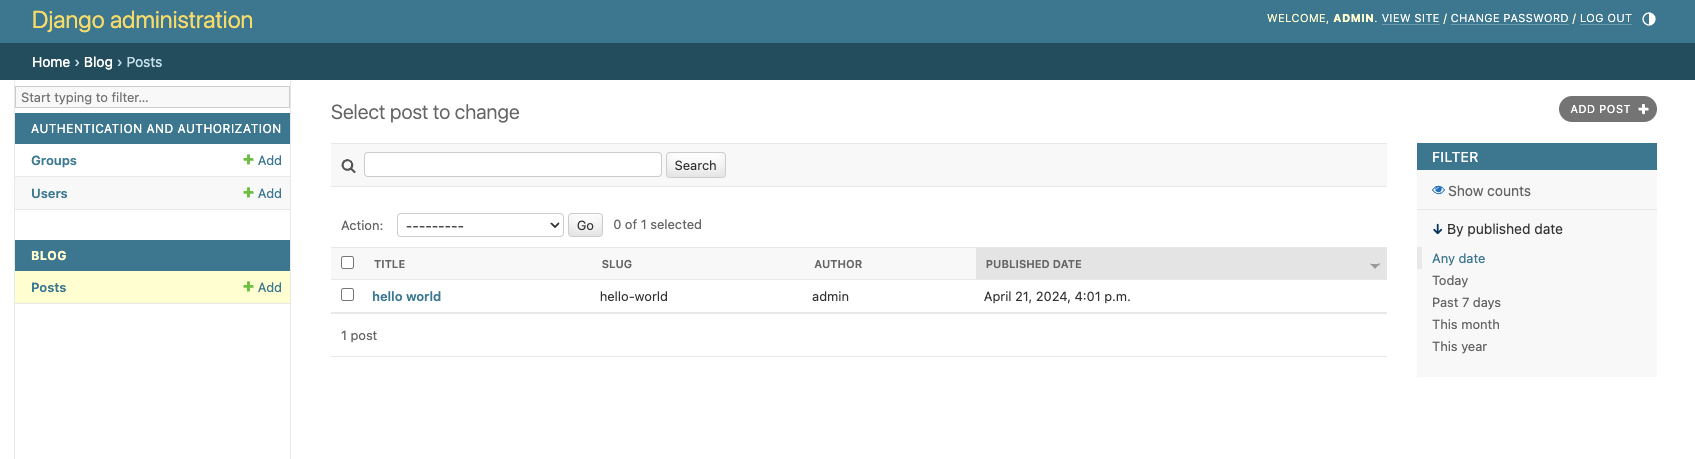 Django administration
WELCOME, ADMIN. VIEW SITE / CHANGE PASSWORD / LOG OUT
Home › Blog › Posts
Start typing to filter...
AUTHENTICATION AND AUTHORIZATION
Groups + Add
Users + Add
BLOG
Posts + Add
Select post to change
ADD POST +
Search
Action: --------- Go 0 of 1 selected
TITLE SLUG AUTHOR PUBLISHED DATE
hello world hello-world admin April 21, 2024, 4:01 p.m.
1 post
FILTER
Show counts
↓ By published date
Any date
Today
Past 7 days
This month
This year